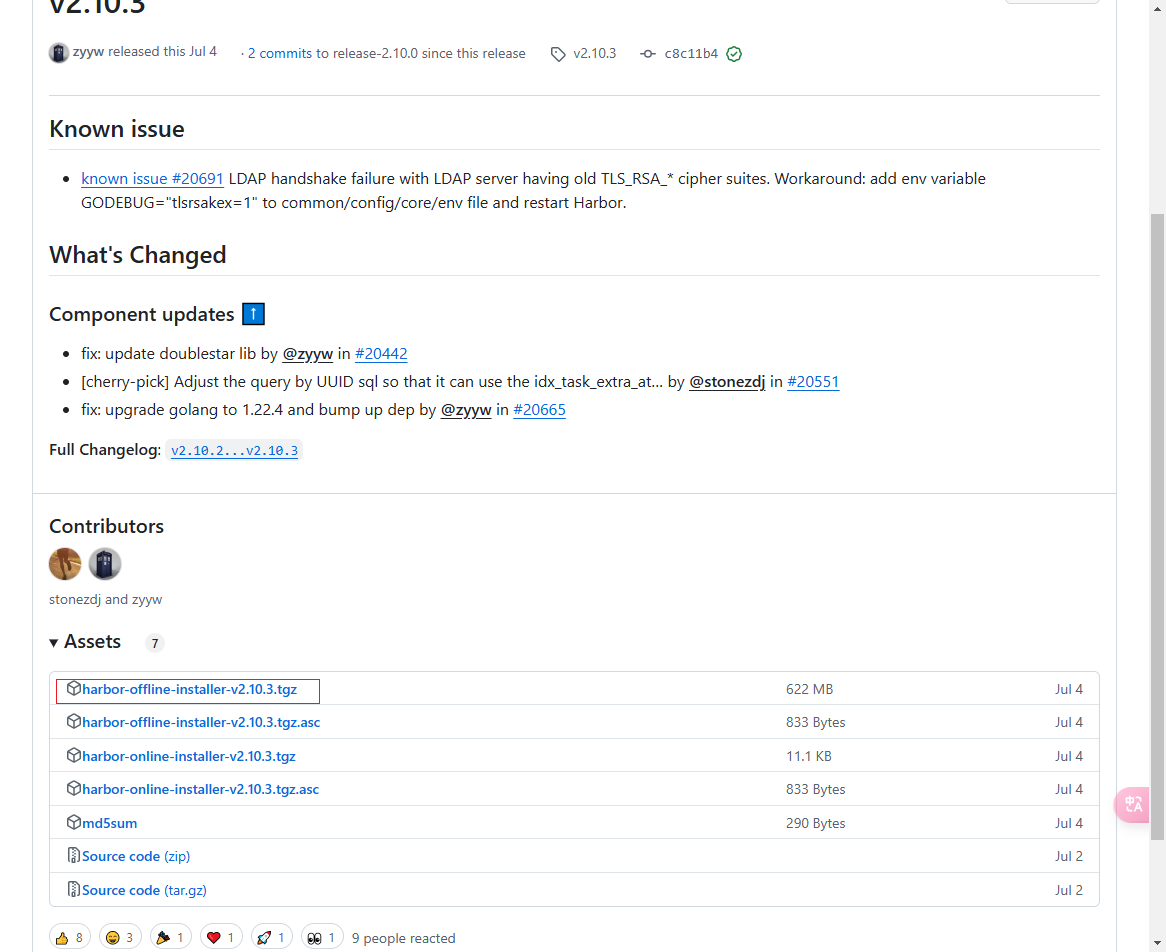 v2.10.3
zyyw released this Jul 4 · 2 commits to release-2.10.0 since this release v2.10.3 c8c11b4
Known issue
• known issue #20691 LDAP handshake failure with LDAP server having old TLS_RSA_* cipher suites. Workaround: add env variable
GODEBUG="tlsrsakex=1" to common/config/core/env file and restart Harbor.
What's Changed
Component updates ⬆️
• fix: update doublestar lib by @zyyw in #20442
• [cherry-pick] Adjust the query by UUID sql so that it can use the idx_task_extra_at... by @stonezdj in #20551
• fix: upgrade golang to 1.22.4 and bump up dep by @zyyw in #20665
Full Changelog: v2.10.2...v2.10.3
Contributors
stonezdj and zyyw
Assets 7
harbor-offline-installer-v2.10.3.tgz 622 MB Jul 4
harbor-offline-installer-v2.10.3.tgz.asc 833 Bytes Jul 4
harbor-online-installer-v2.10.3.tgz 11.1 KB Jul 4
harbor-online-installer-v2.10.3.tgz.asc 833 Bytes Jul 4
中A
md5sum 290 Bytes Jul 4
Source code (zip) Jul 2
Source code (tar.gz) Jul 2
👍 8 😄 3 🎉 1 ❤️ 1 🚀 1 👀 1 9 people reacted